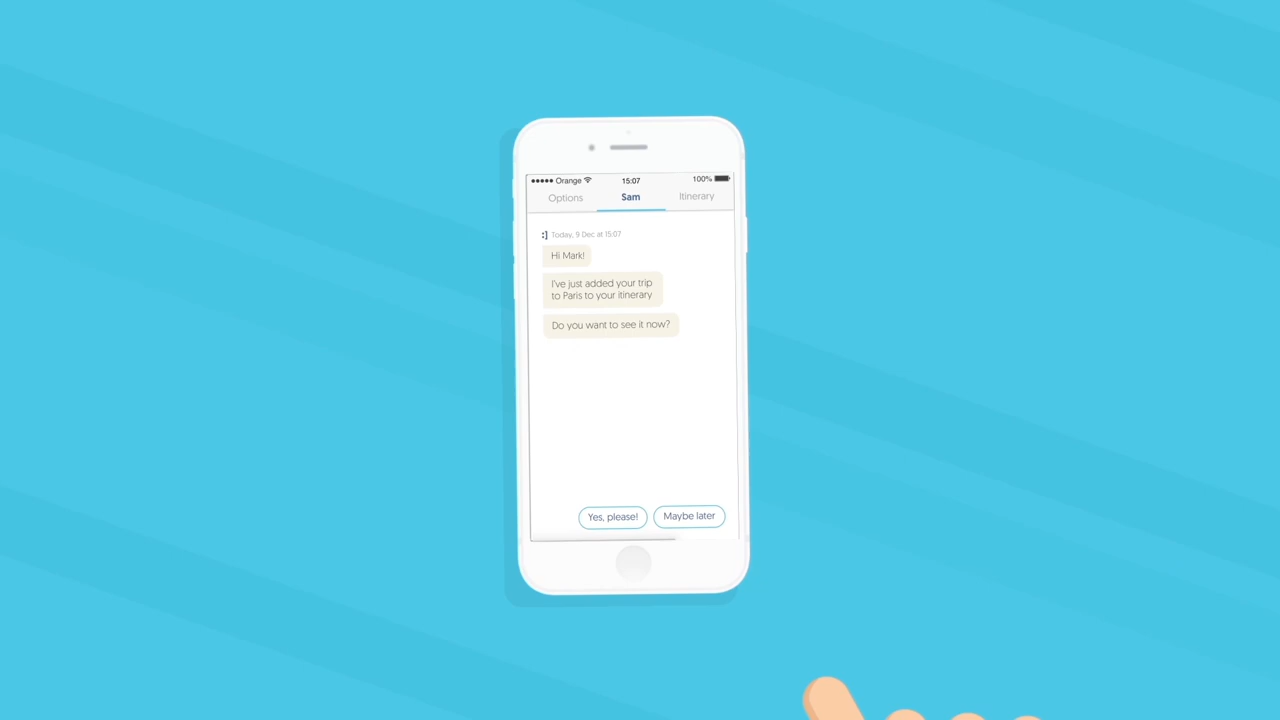 Orange 15:07 100%
Options Sam Itinerary
:] Today, 9 Dec at 15:07
Hi Mark!
I've just added your trip
to Paris to your itinerary
Do you want to see it now?
Yes, please! Maybe later